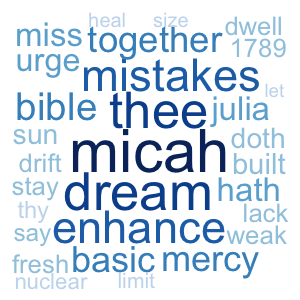 heal size
miss together dwell
urge 1789
mistakes let
bible thee julia
sun doth
micah built
drift
stay dream hath
thy lack
say enhance weak
fresh basic mercy
nuclear limit